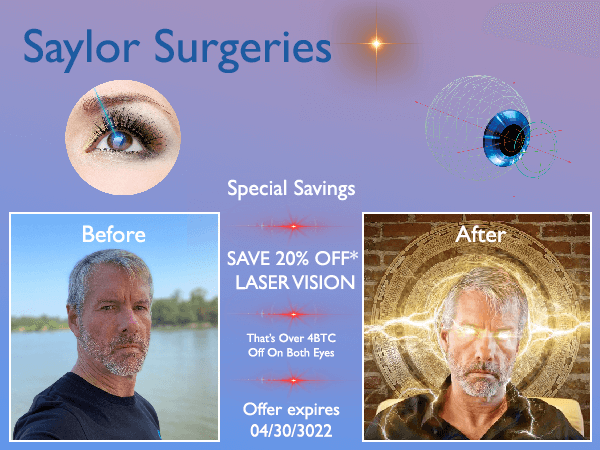 Saylor Surgeries
Special Savings
Before
After
SAVE 20% OFF*
LASER VISION
That's Over 4BTC
Off On Both Eyes
Offer expires
04/30/3022